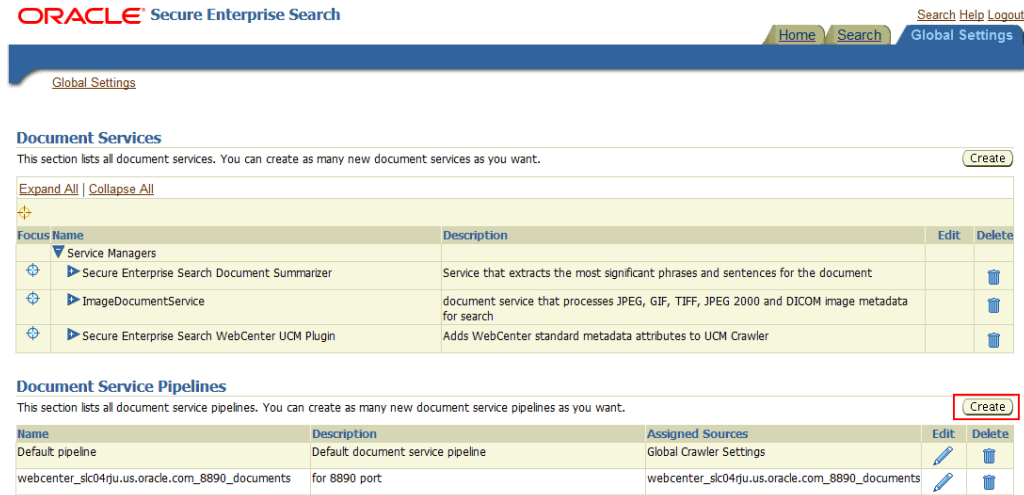 ORACLE® Secure Enterprise Search
Search Help Logout
Home Search Global Settings
Global Settings
Document Services
This section lists all document services. You can create as many new document services as you want.
Create
Expand All | Collapse All
Focus Name Description Edit Delete
Service Managers
Secure Enterprise Search Document Summarizer Service that extracts the most significant phrases and sentences for the document
ImageDocumentService document service that processes JPEG, GIF, TIFF, JPEG 2000 and DICOM image metadata
for search
Secure Enterprise Search WebCenter UCM Plugin Adds WebCenter standard metadata attributes to UCM Crawler
Document Service Pipelines
This section lists all document service pipelines. You can create as many new document service pipelines as you want.
Create
Name Description Assigned Sources Edit Delete
Default pipeline Default document service pipeline Global Crawler Settings
webcenter_slc04rju.us.oracle.com_8890_documents for 8890 port webcenter_slc04rju.us.oracle.com_8890_documents